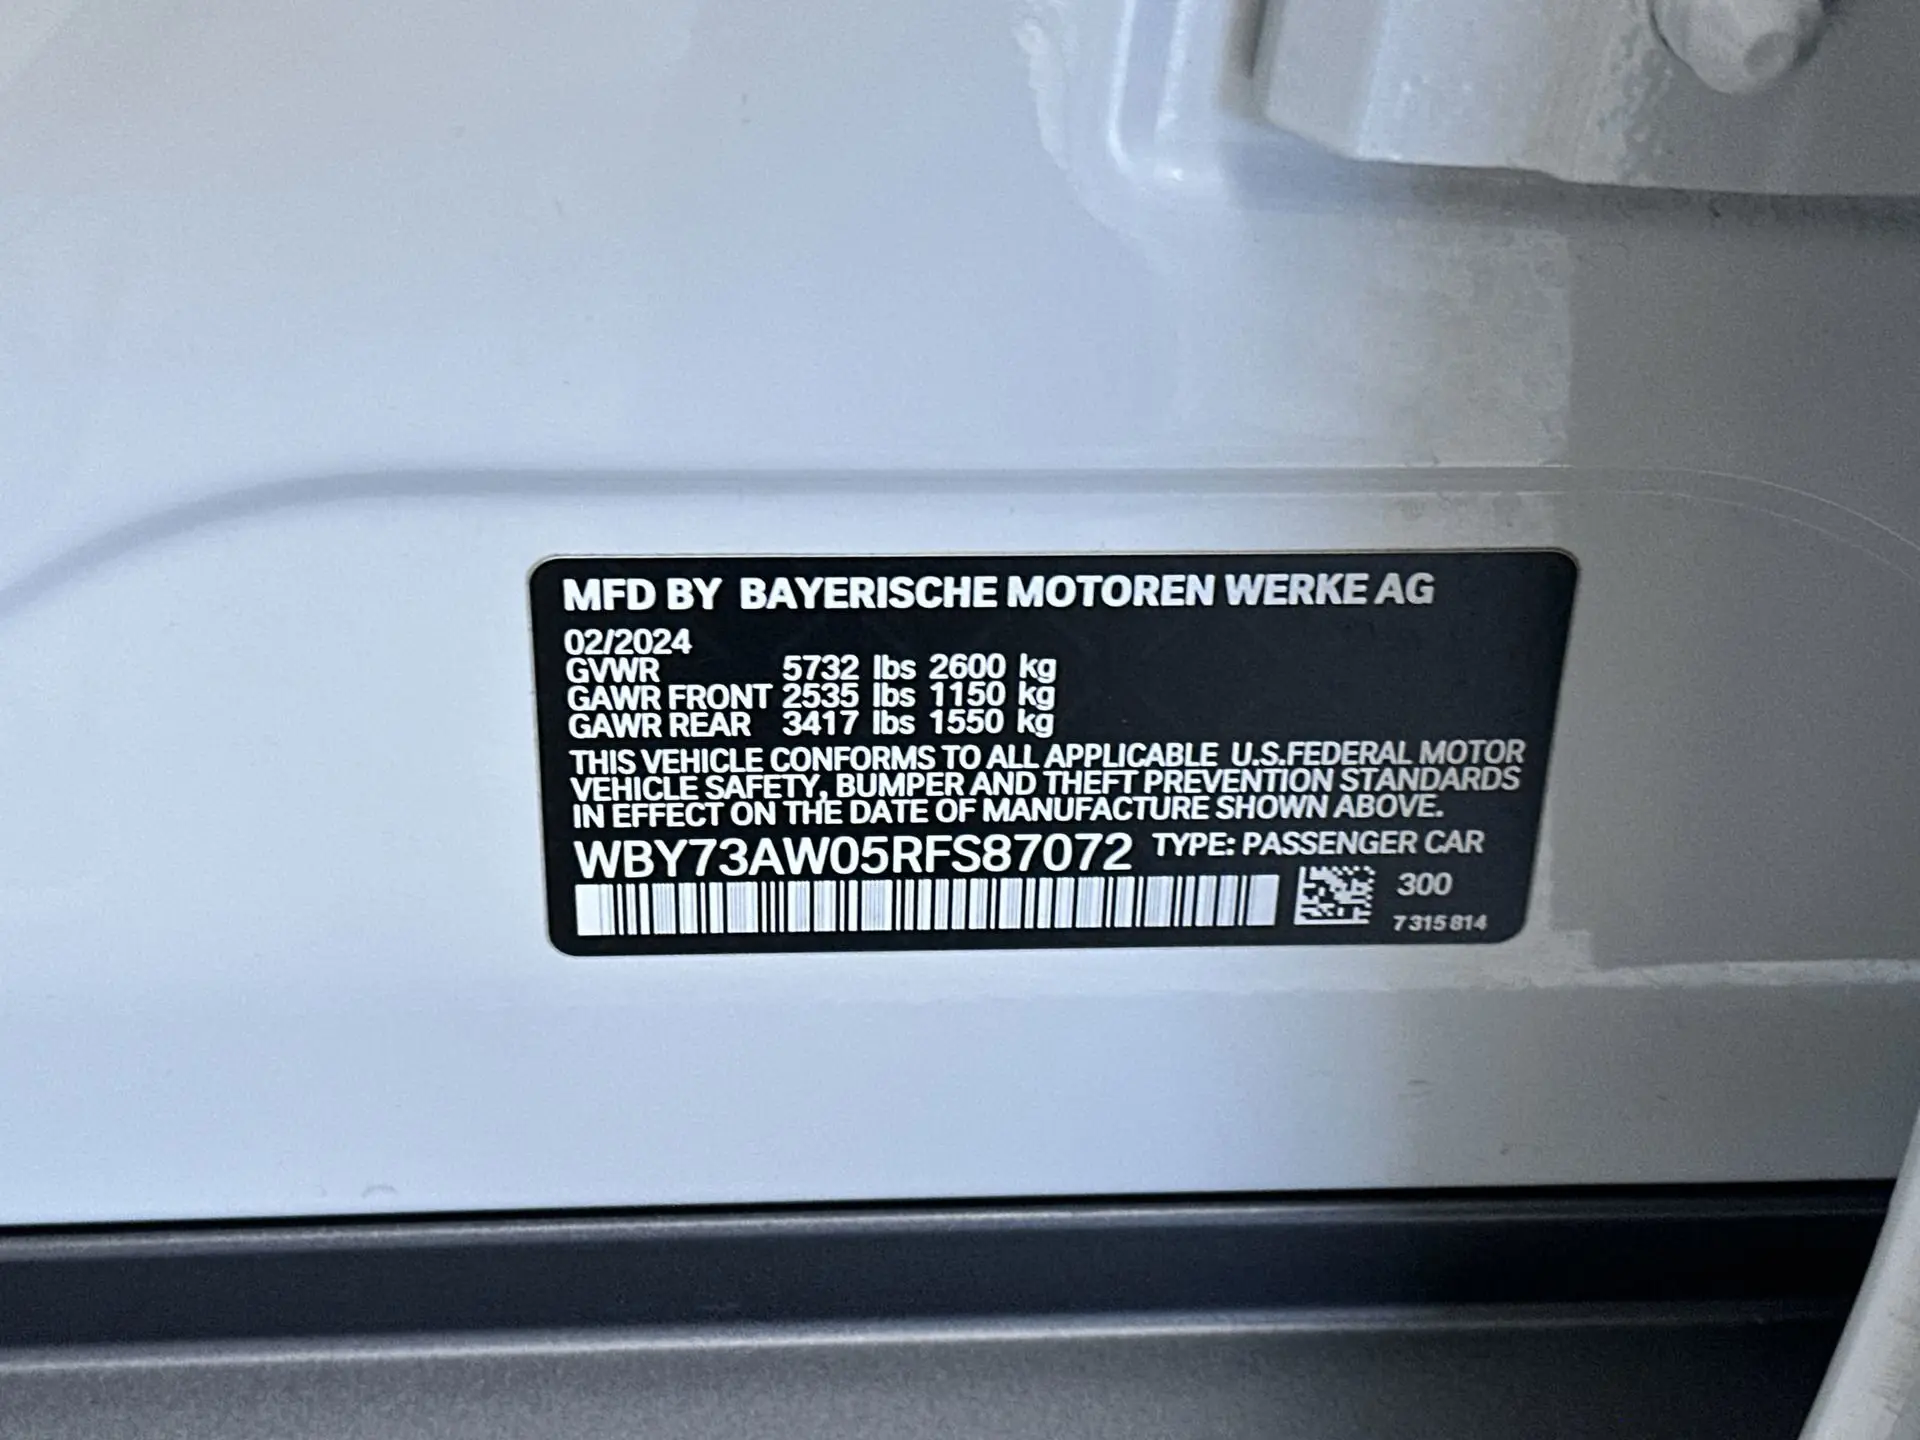 MFD BY BAYERISCHE MOTOREN WERKE AG
02/2024
GVWR 5732 lbs 2600 kg
GAWR FRONT 2535 lbs 1150 kg
GAWR REAR 3417 lbs 1550 kg
THIS VEHICLE CONFORMS TO ALL APPLICABLE U.S.FEDERAL MOTOR
VEHICLE SAFETY, BUMPER AND THEFT PREVENTION STANDARDS
IN EFFECT ON THE DATE OF MANUFACTURE SHOWN ABOVE.
WBY73AW05RFS87072 TYPE: PASSENGER CAR
300
7 315 814